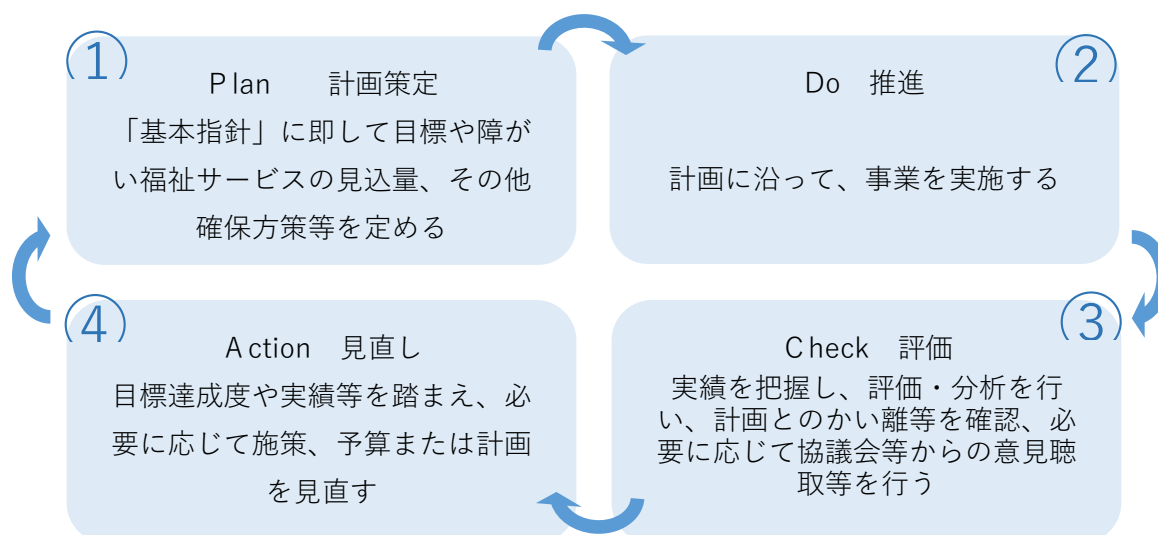 ①
Plan　計画策定
「基本指針」に即して目標や障が
い福祉サービスの見込量、その他
確保方策等を定める
②
Do　推進
計画に沿って、事業を実施する
③
Check　評価
実績を把握し、評価・分析を行
い、計画とのかい離等を確認、必
要に応じて協議会等からの意見聴
取等を行う
④
Action　見直し
目標達成度や実績等を踏まえ、必
要に応じて施策、予算または計画
を見直す